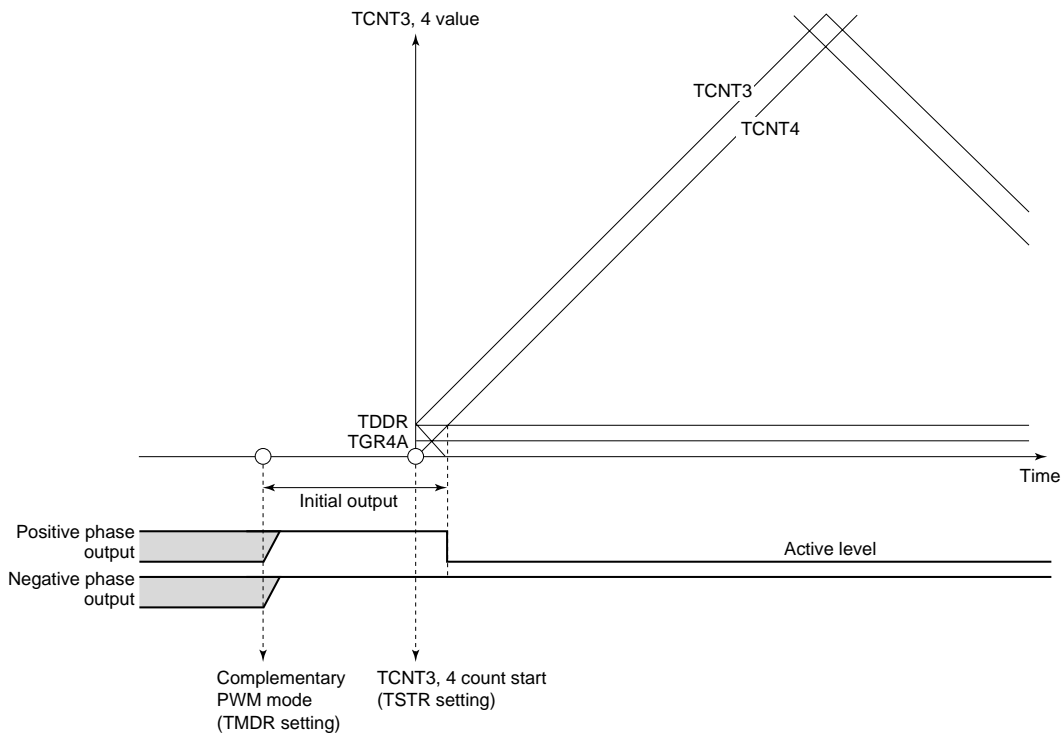 TCNT3, 4 value
TCNT3
TCNT4
TDDR
TGR4A
Time
Initial output
Positive phase
output
Active level
Negative phase
output
Complementary
PWM mode
(TMDR setting)
TCNT3, 4 count start
(TSTR setting)